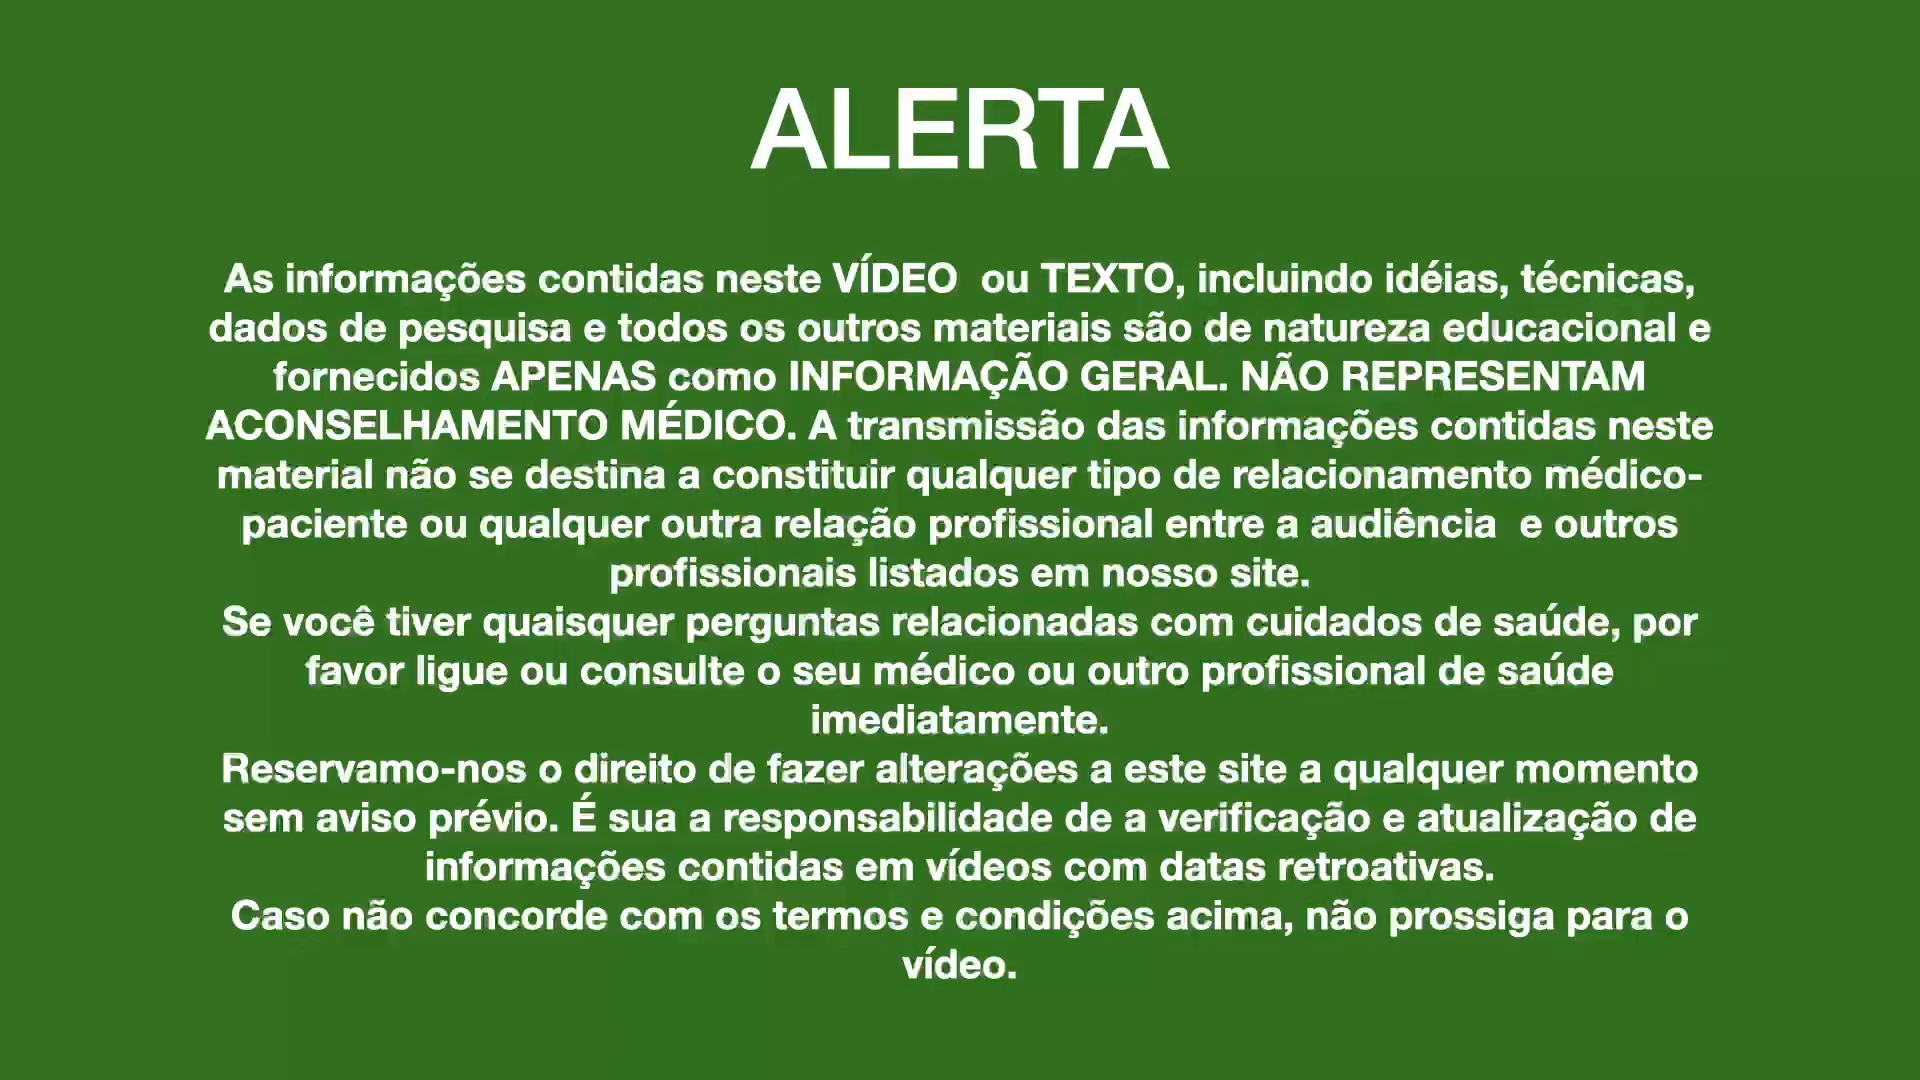 ALERTA
As informações contidas neste VÍDEO  ou TEXTO, incluindo idéias, técnicas,
dados de pesquisa e todos os outros materiais são de natureza educacional e
fornecidos APENAS como INFORMAÇÃO GERAL. NÃO REPRESENTAM
ACONSELHAMENTO MÉDICO. A transmissão das informações contidas neste
material não se destina a constituir qualquer tipo de relacionamento médico-
paciente ou qualquer outra relação profissional entre a audiência  e outros
profissionais listados em nosso site.
Se você tiver quaisquer perguntas relacionadas com cuidados de saúde, por
favor ligue ou consulte o seu médico ou outro profissional de saúde
imediatamente.
Reservamo-nos o direito de fazer alterações a este site a qualquer momento
sem aviso prévio. É sua a responsabilidade de a verificação e atualização de
informações contidas em vídeos com datas retroativas.
Caso não concorde com os termos e condições acima, não prossiga para o
vídeo.